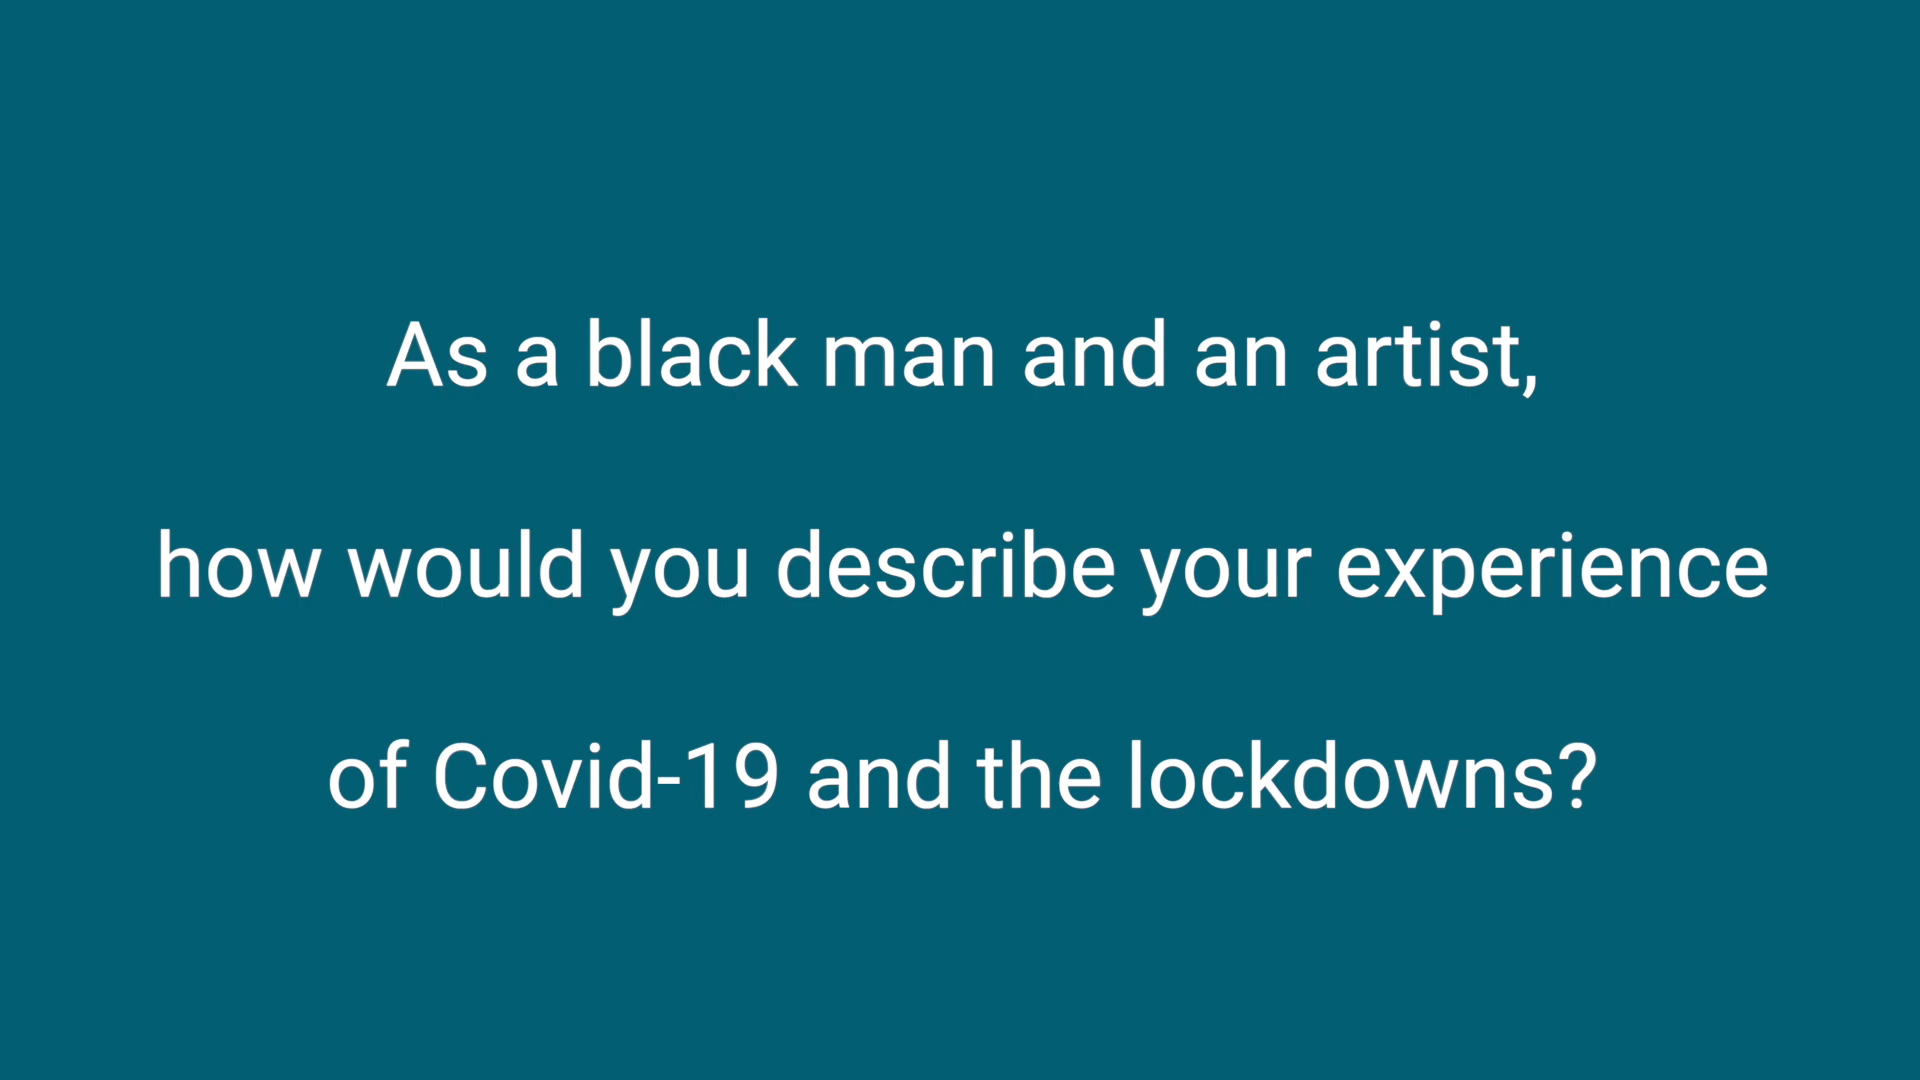 As a black man and an artist,
how would you describe your experience
of Covid-19 and the lockdowns?